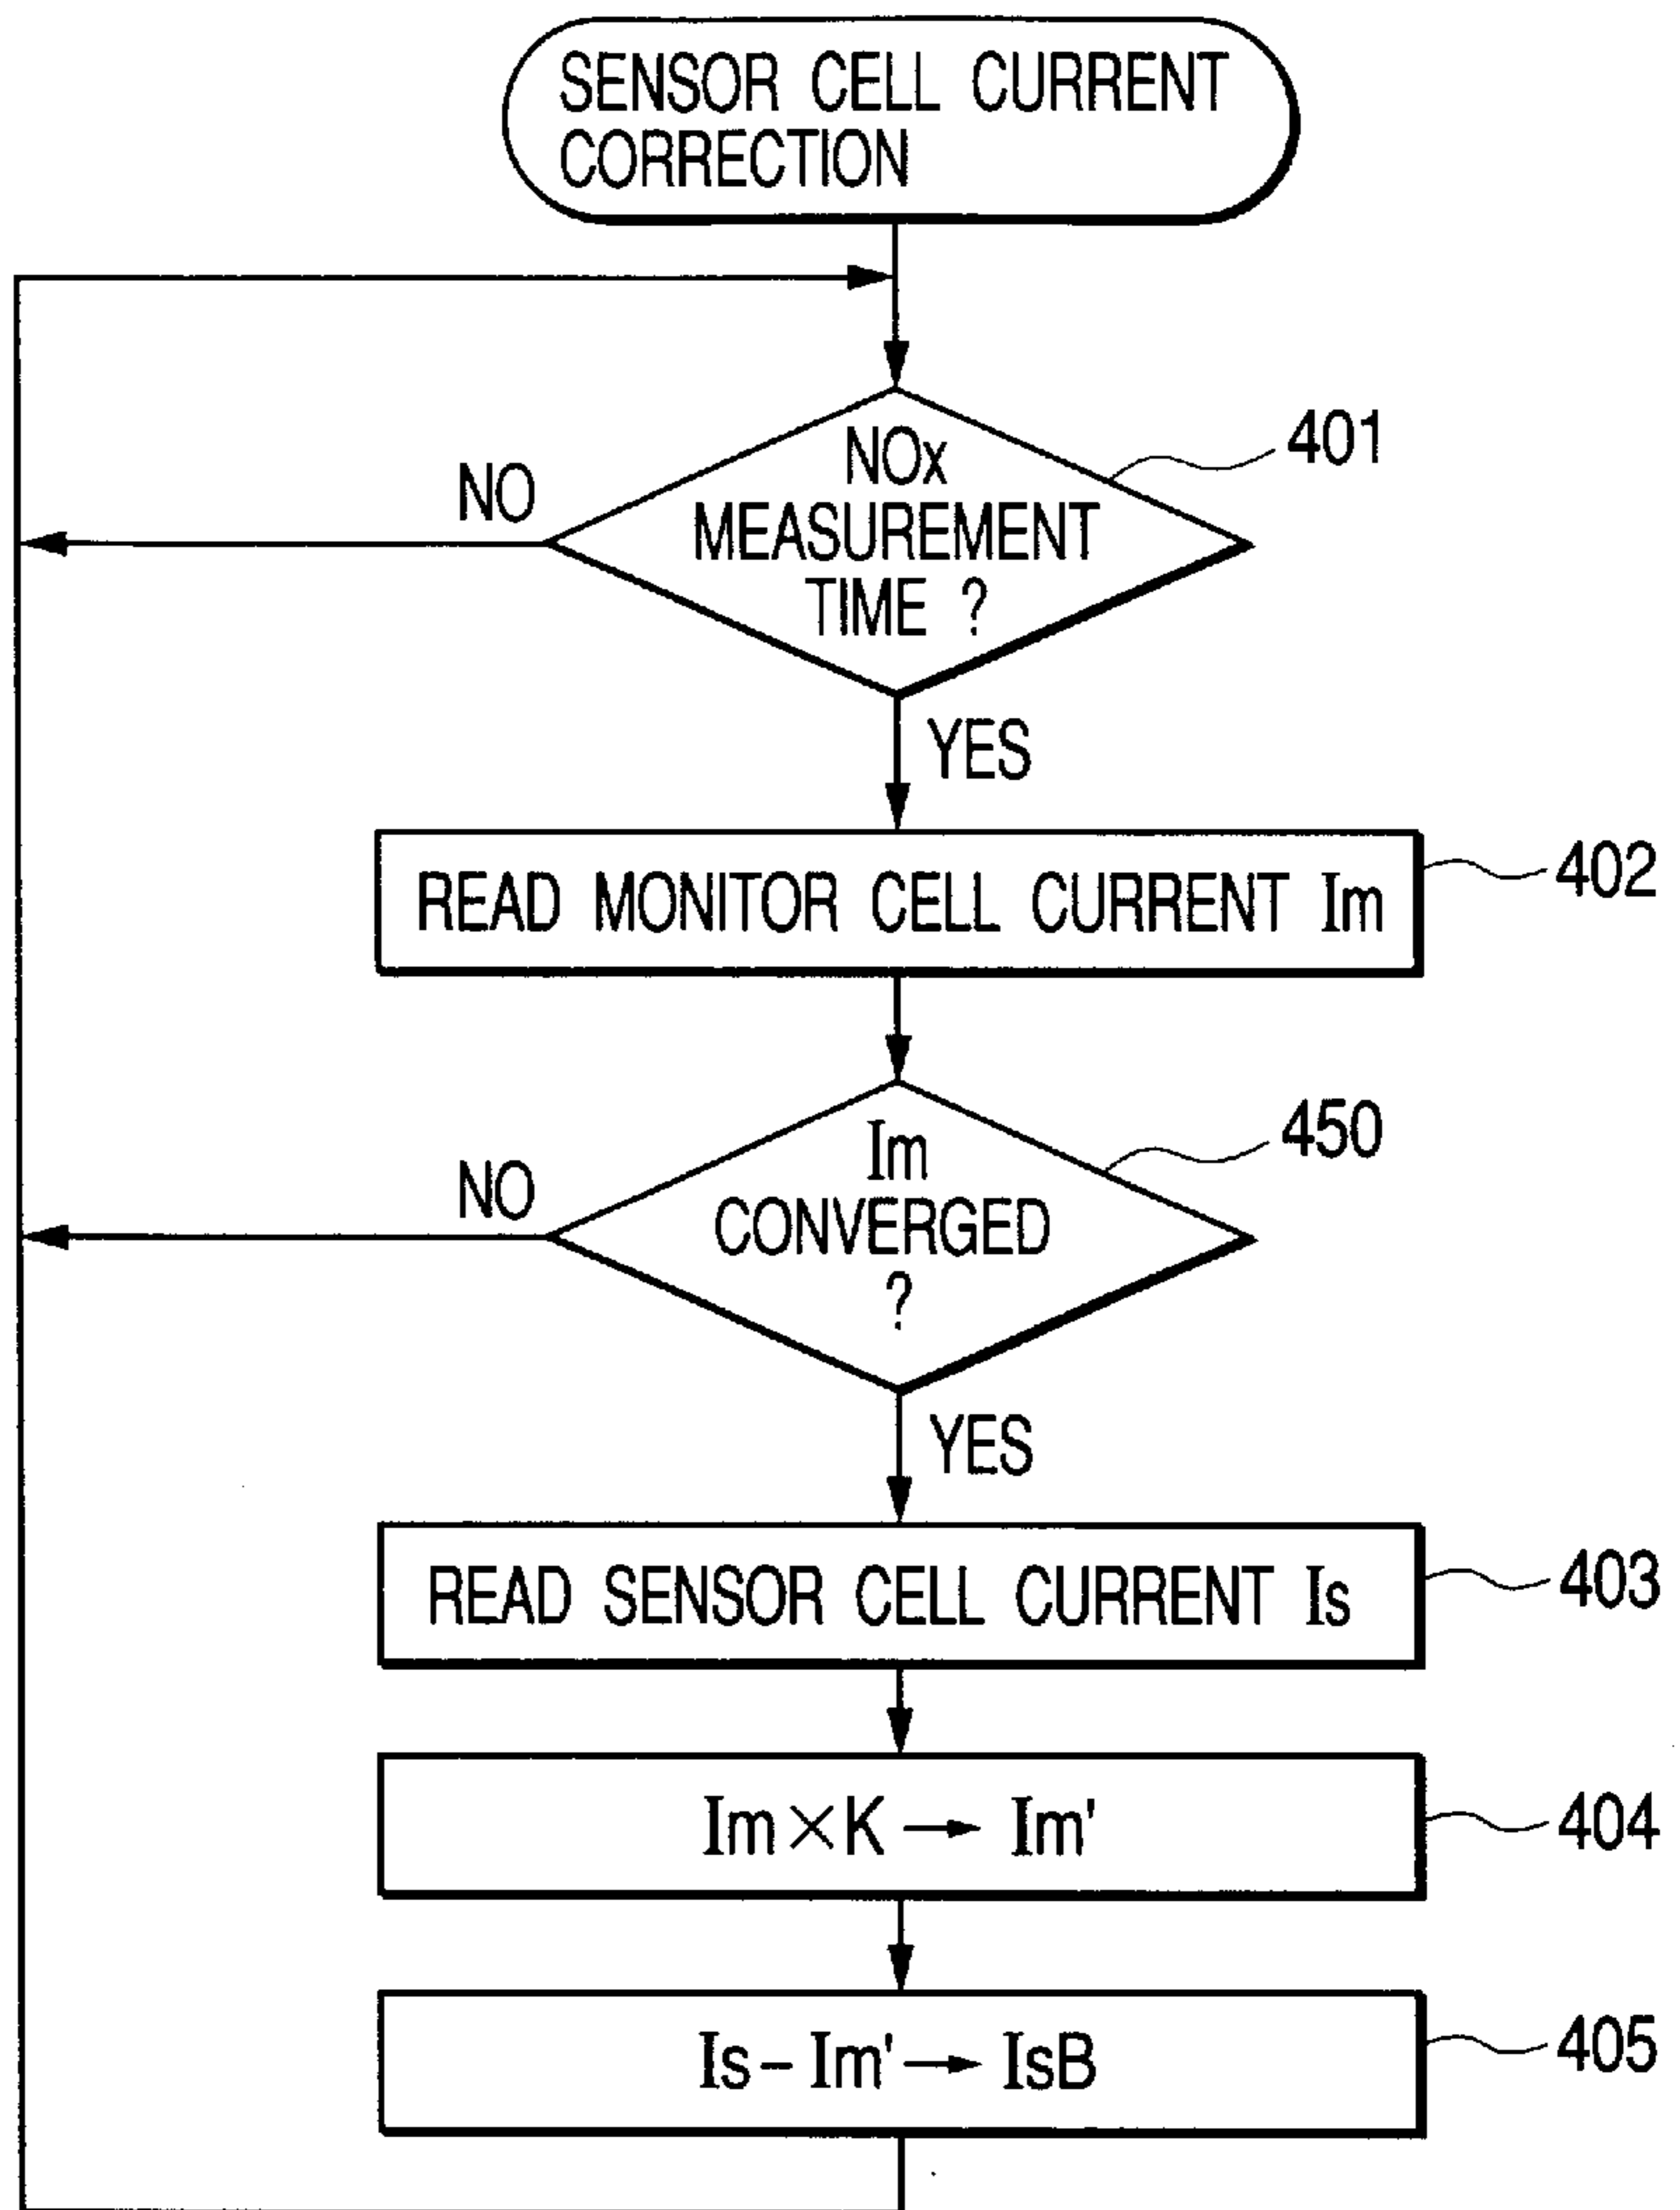 SENSOR CELL CURRENT
CORRECTION
NOx
MEASUREMENT
TIME ?
401
NO
YES
READ MONITOR CELL CURRENT Im
402
Im
CONVERGED
?
450
NO
YES
READ SENSOR CELL CURRENT Is
403
Im×K→Im'
404
Is−Im'→IsB
405